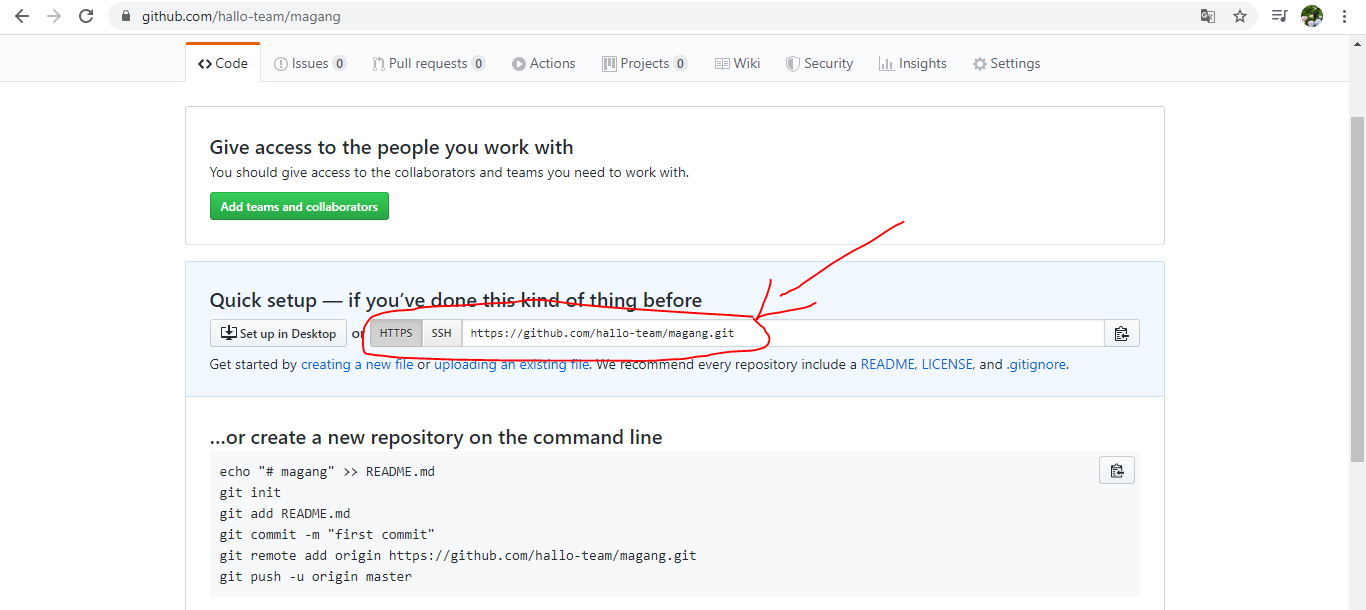 github.com/hallo-team/magang
Code Issues 0 Pull requests 0 Actions Projects 0 Wiki Security Insights Settings
Give access to the people you work with
You should give access to the collaborators and teams you need to work with.
Add teams and collaborators
Quick setup — if you’ve done this kind of thing before
Set up in Desktop or HTTPS SSH https://github.com/hallo-team/magang.git
Get started by creating a new file or uploading an existing file. We recommend every repository include a README, LICENSE, and .gitignore.
…or create a new repository on the command line
echo "# magang" >> README.md
git init
git add README.md
git commit -m "first commit"
git remote add origin https://github.com/hallo-team/magang.git
git push -u origin master